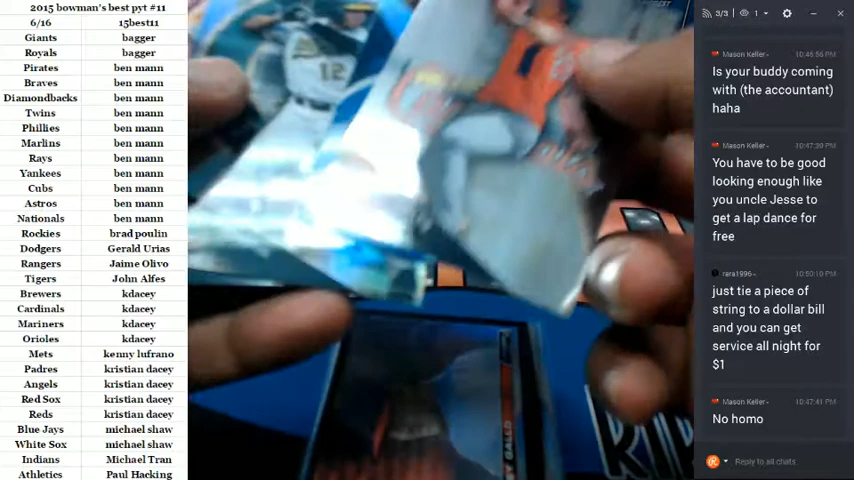 2015 bowman's best pyt #11
6/16 15best11
Giants bagger
Royals bagger
Pirates ben mann
Braves ben mann
Diamondbacks ben mann
Twins ben mann
Phillies ben mann
Marlins ben mann
Rays ben mann
Yankees ben mann
Cubs ben mann
Astros ben mann
Nationals ben mann
Rockies brad poulin
Dodgers Gerald Urias
Rangers Jaime Olivo
Tigers John Alfes
Brewers kdacey
Cardinals kdacey
Mariners kdacey
Orioles kdacey
Mets kenny lufrano
Padres kristian dacey
Angels kristian dacey
Red Sox kristian dacey
Reds kristian dacey
Blue Jays michael shaw
White Sox michael shaw
Indians Michael Tran
Athletics Paul Hacking
12
1
GALLO
RIP
3/3 1
Mason Keller 10:46:56 PM
Is your buddy coming
with (the accountant)
haha
Mason Keller 10:47:30 PM
You have to be good
looking enough like
you uncle Jesse to
get a lap dance for
free
rara1996 10:50:10 PM
just tie a piece of
string to a dollar bill
and you can get
service all night for
$1
Mason Keller 10:47:41 PM
No homo
Reply to all chats